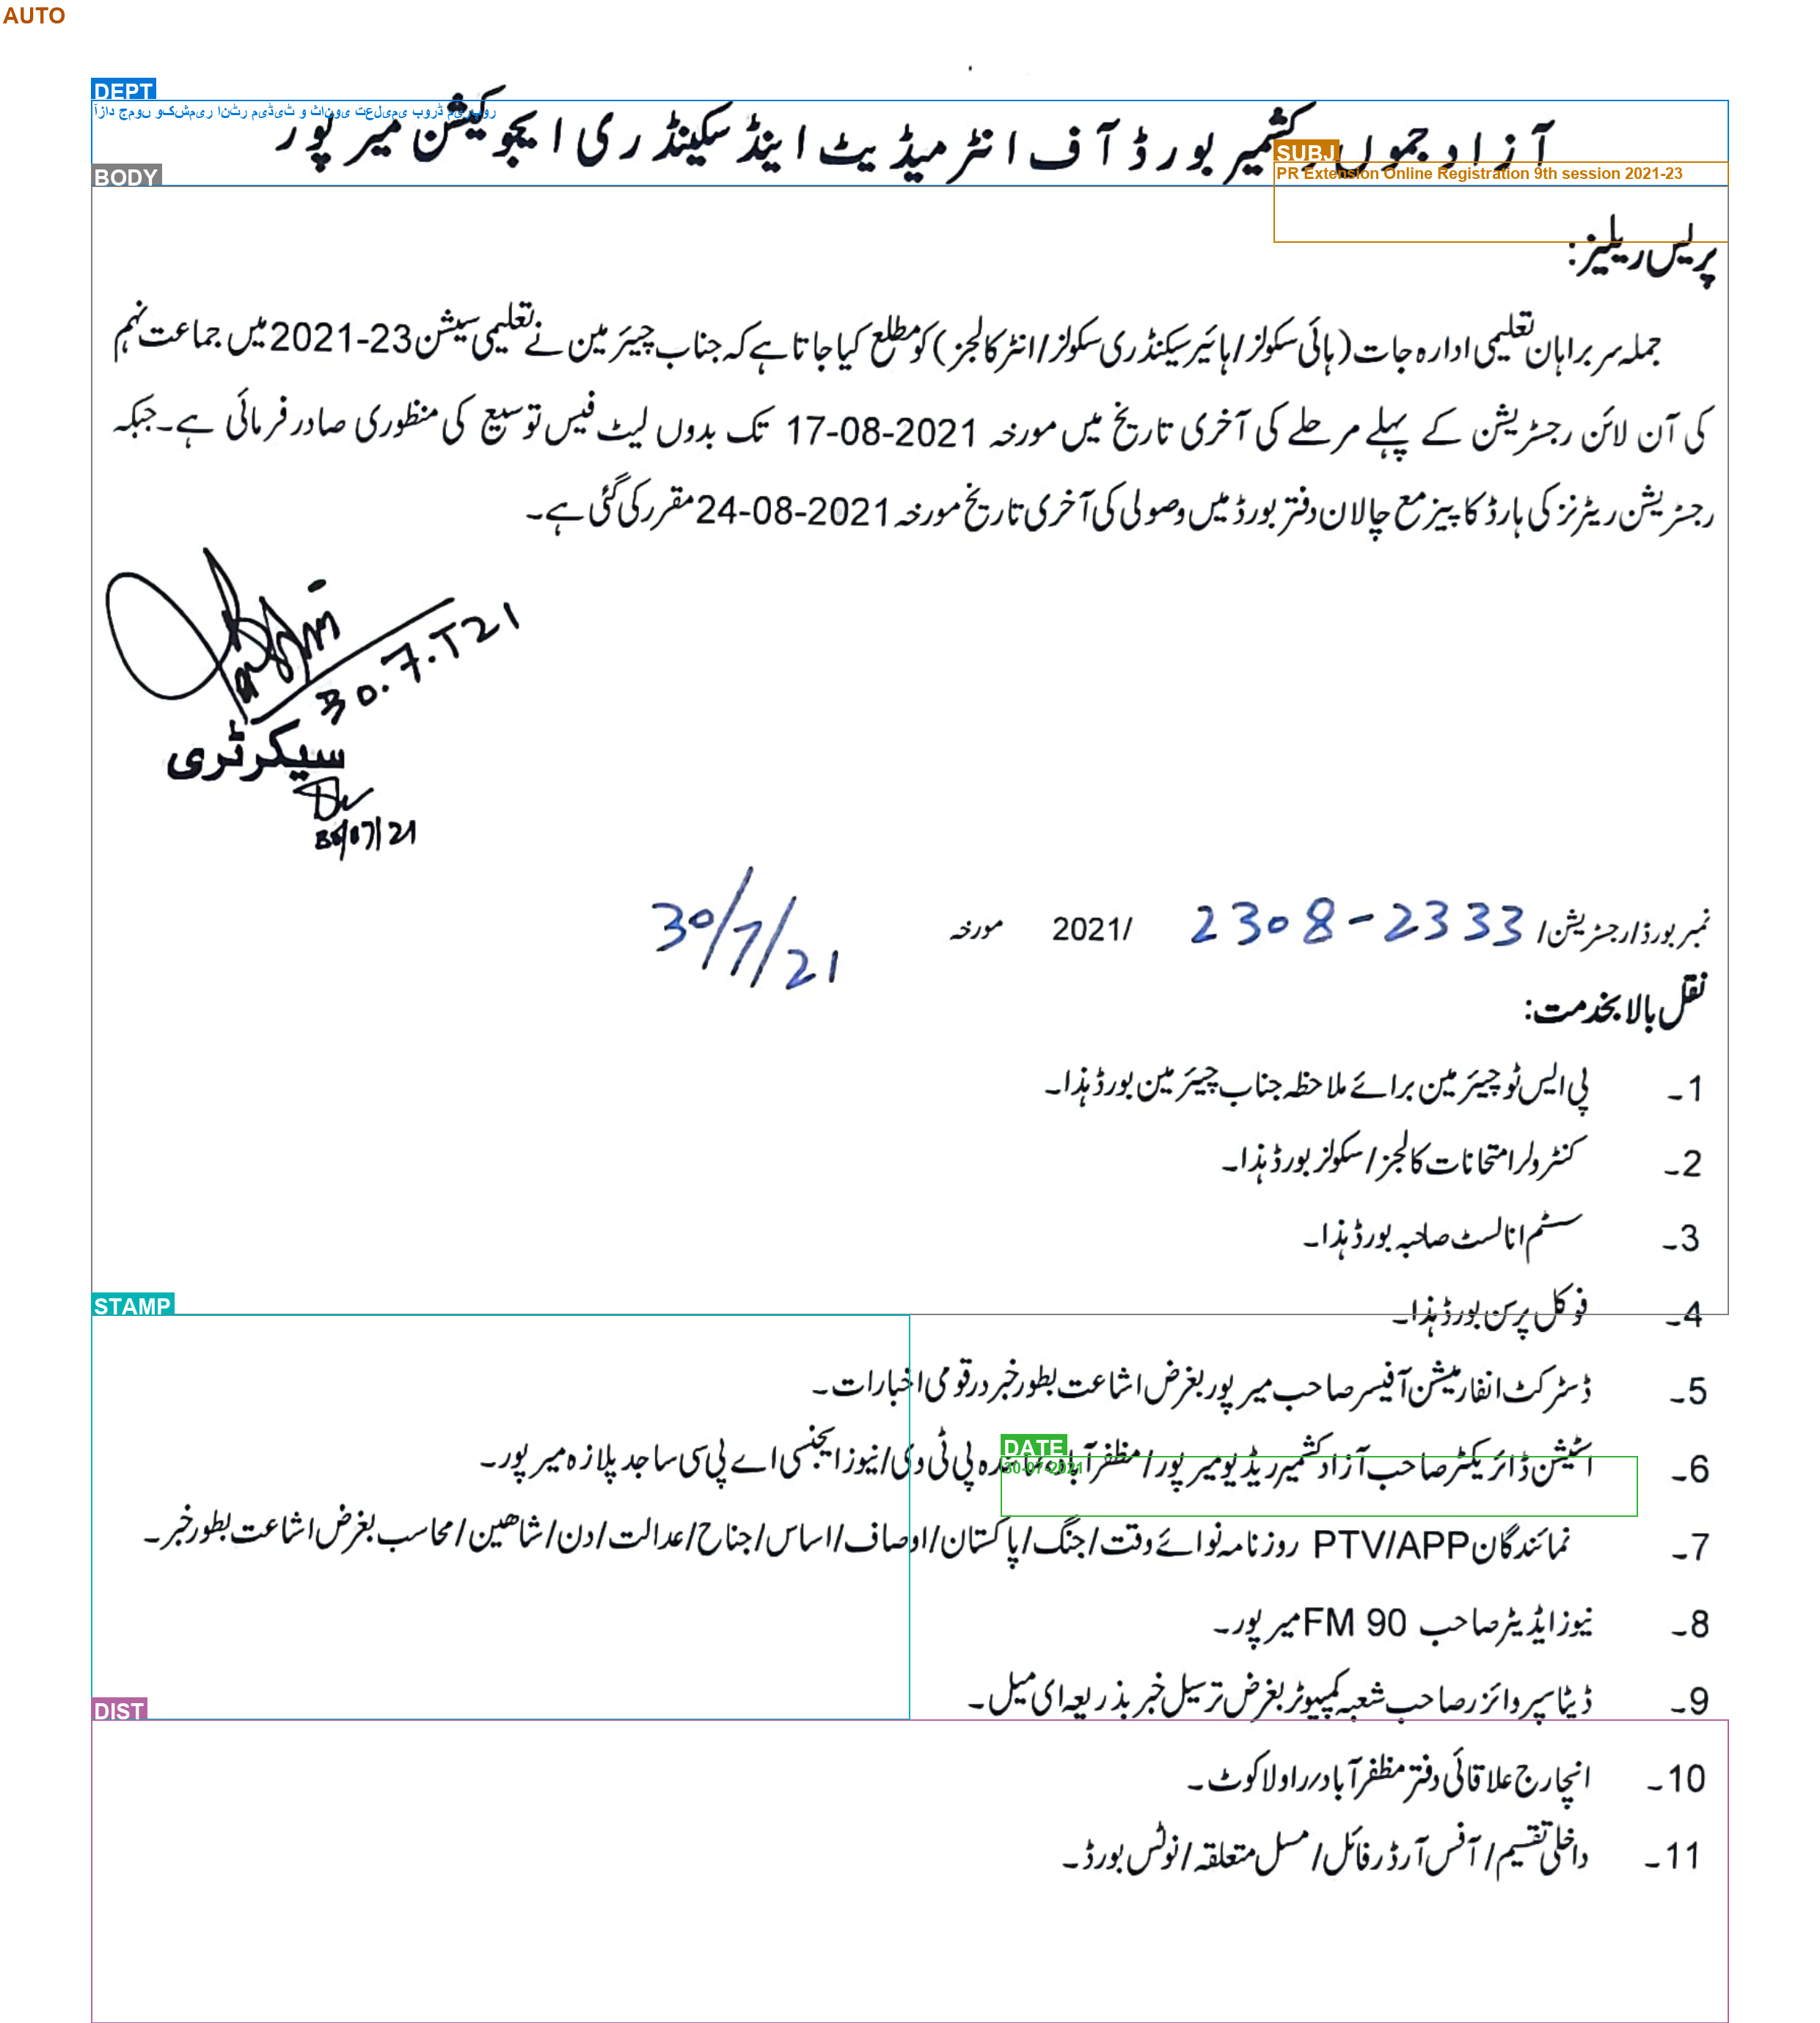 AUTO
DEPT
آزاد جموں کشمیر بورڈ آف انٹرمیڈیٹ اینڈ سکینڈری ایجوکیشن میرپور
SUBJ
BODY
PR Extension Online Registration 9th session 2021-23
پریس ریلیز:
جملہ سربراہان تعلیمی ادارہ جات (ہائی سکولز/ہائیر سیکنڈری سکولز/انٹر کالجز) کو مطلع کیا جاتا ہے کہ جناب چیئرمین نے تعلیمی سیشن 2021-23 میں جماعت نہم
کی آن لائن رجسٹریشن کے پہلے مرحلے کی آخری تاریخ میں مورخہ 17-08-2021 تک بدوں لیٹ فیس توسیع کی منظوری صادر فرمائی ہے۔ جبکہ
رجسٹریشن ریٹرنز کی ہارڈ کاپیز مع چالان دفتر بورڈ میں وصولی کی آخری تاریخ مورخہ 24-08-2021 مقرر کی گئی ہے۔
30.7.T21
سیکرٹری
30/07/21
نمبر بورڈ/رجسٹریشن/ 2308-2333 /2021 مورخہ 30/7/21
نقل بالا بخدمت:
1۔ پی ایس ٹو چیئرمین برائے ملاحظہ جناب چیئرمین بورڈ ہذا۔
2۔ کنٹرولر امتحانات کالجز/سکولز بورڈ ہذا۔
3۔ سسٹم انالسٹ صاحبہ بورڈ ہذا۔
4۔ فوکل پرسن بورڈ ہذا۔
STAMP
5۔ ڈسٹرکٹ انفارمیشن آفیسر صاحب میرپور بغرض اشاعت بطور خبر در قومی اخبارات۔
DATE
6۔ اسٹیشن ڈائریکٹر صاحب آزاد کشمیر ریڈیو میرپور/مظفرآباد/ پی ٹی وی/نیوز ایجنسی اے پی سی ساجد پلازہ میرپور۔
30-07-2021
7۔ نمائندگان PTV/APP روزنامہ نوائے وقت/جنگ/پاکستان/اوصاف/اساس/جناح/عدالت/دن/شاھین/محاسب بغرض اشاعت بطور خبر۔
8۔ نیوز ایڈیٹر صاحب FM 90 میرپور۔
9۔ ڈیٹا سپروائزر صاحب شعبہ کمپیوٹر بغرض ترسیل خبر بذریعہ ای میل۔
DIST
10۔ انچارج علاقائی دفتر مظفرآباد/راولاکوٹ۔
11۔ داخلی تقسیم/آفس آرڈر فائل/مسل متعلقہ/نوٹس بورڈ۔